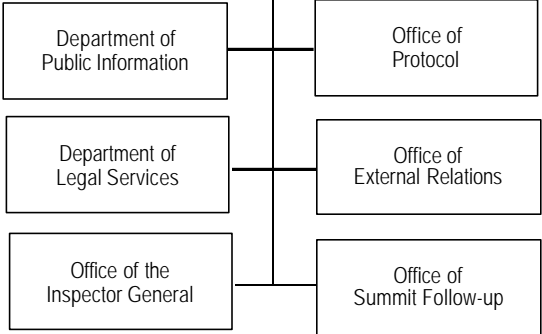 Department of
Public Information
Office of
Protocol
Department of
Legal Services
Office of
External Relations
Office of the
Inspector General
Office of
Summit Follow-up